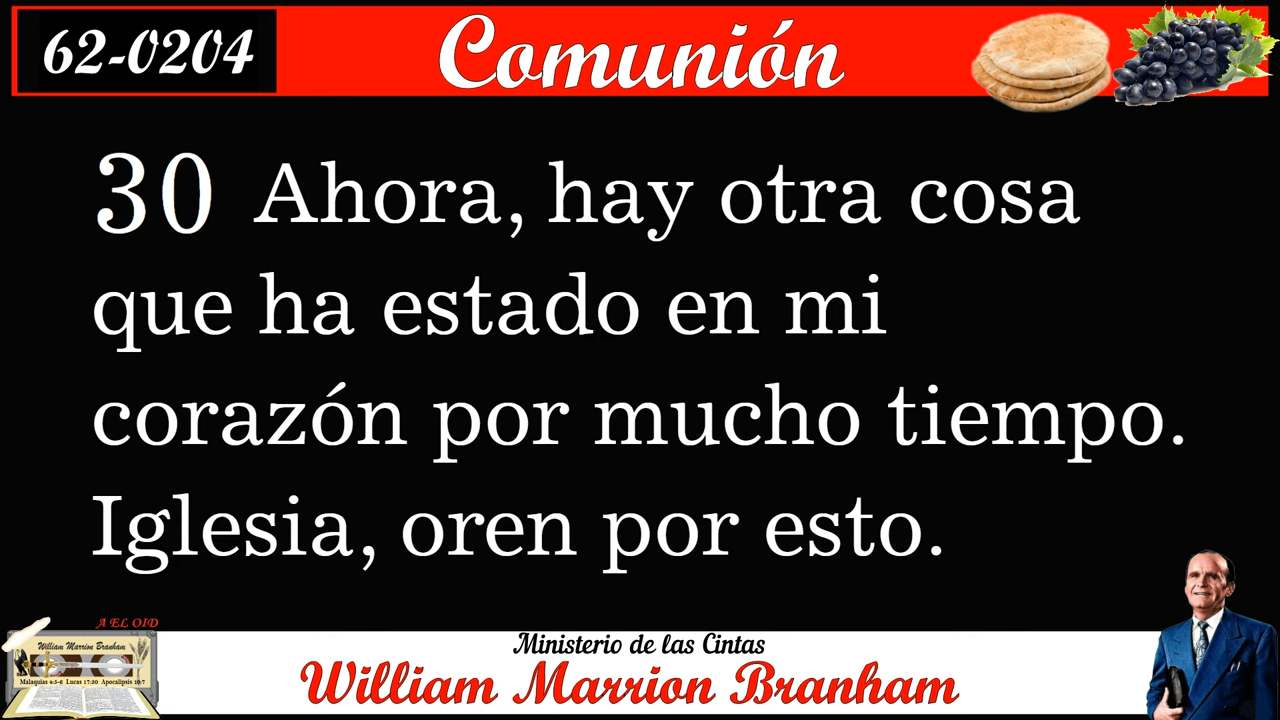 62-0204
Comunión
30 Ahora, hay otra cosa
que ha estado en mi
corazón por mucho tiempo.
Iglesia, oren por esto.
A EL OID
William Marrion Branham
Malaquias 4:5-6 Lucas 17:30 Apocalipsis 10:7
Ministerio de las Cintas
William Marrion Branham